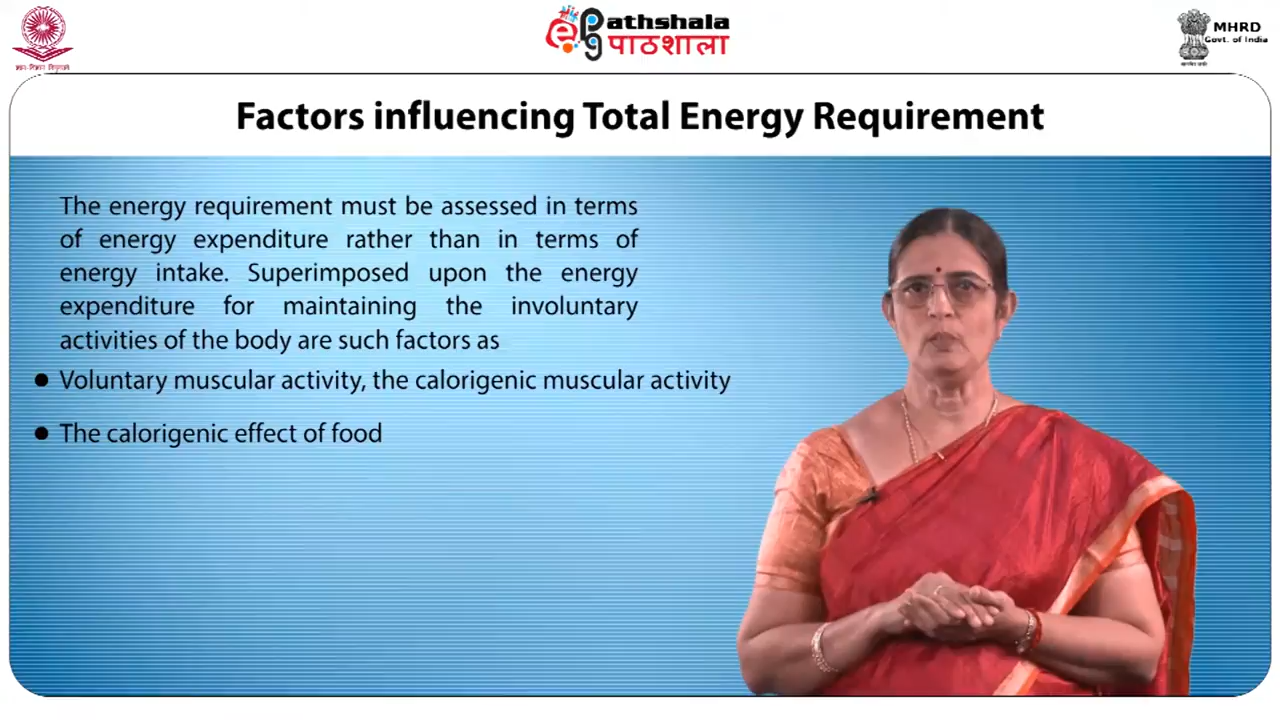 ePathshala
पाठशाला
MHRD
Govt. of India
Factors influencing Total Energy Requirement
The energy requirement must be assessed in terms
of energy expenditure rather than in terms of
energy intake. Superimposed upon the energy
expenditure for maintaining the involuntary
activities of the body are such factors as
● Voluntary muscular activity, the calorigenic muscular activity
● The calorigenic effect of food